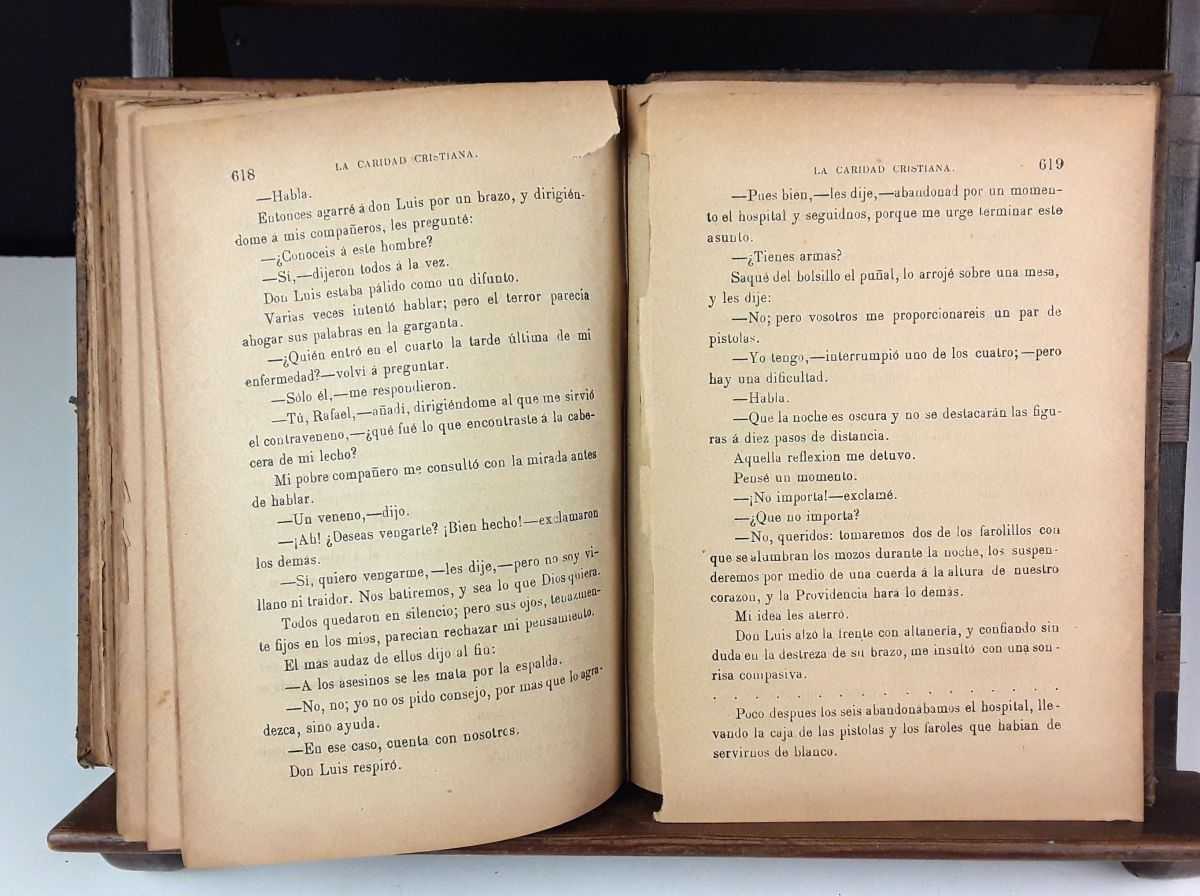 618
LA CARIDAD CRISTIANA.
—Habla.
Entonces agarré á don Luis por un brazo, y dirigién-
dome á mis compañeros, les pregunté:
—¿Conoceis á este hombre?
—Si,—dijeron todos á la vez.
Don Luis estaba pálido como un difunto.
Varias veces intentó hablar; pero el terror parecia
ahogar sus palabras en la garganta.
—¿Quién entró en el cuarto la tarde última de mi
enfermedad?—volví á preguntar.
—Sólo él,—me respondieron.
—Tú, Rafael,—añadí, dirigiéndome al que me sirvió
el contraveneno,—¿qué fué lo que encontraste á la cabe-
cera de mi lecho?
Mi pobre compañero me consultó con la mirada antes
de hablar.
—Un veneno,—dijo.
—¡Ah! ¿Deseas vengarte? ¡Bien hecho!—exclamaron
los demás.
—Si, quiero vengarme,—les dije,—pero no soy vi-
llano ni traidor. Nos batiremos, y sea lo que Dios quiera.
Todos quedaron en silencio; pero sus ojos, tenazmen-
te fijos en los mios, parecian rechazar mi pensamiento.
El mas audaz de ellos dijo al fin:
—A los asesinos se les mata por la espalda.
—No, no; yo no os pido consejo, por mas que lo agra-
dezca, sino ayuda.
—En ese caso, cuenta con nosotros.
Don Luis respiró.
LA CARIDAD CRISTIANA.
619
—Pues bien,—les dije,—abandonad por un momen-
to el hospital y seguidnos, porque me urge terminar este
asunto.
—¿Tienes armas?
Saqué del bolsillo el puñal, lo arrojé sobre una mesa,
y les dije:
—No; pero vosotros me proporcionareis un par de
pistolas.
—Yo tengo,—interrumpió uno de los cuatro;—pero
hay una dificultad.
—Habla.
—Que la noche es oscura y no se destacarán las figu-
ras á diez pasos de distancia.
Aquella reflexion me detuvo.
Pensé un momento.
—¡No importa!—exclamé.
—¿Que no importa?
—No, queridos: tomaremos dos de los farolillos con
que se alumbran los mozos durante la noche, los suspen-
deremos por medio de una cuerda á la altura de nuestro
corazon, y la Providencia hara lo demás.
Mi idea les aterró.
Don Luis alzó la frente con altanería, y confiando sin
duda en la destreza de su brazo, me insultó con una son-
risa compasiva.
. . . . . . . . . . . . . . . . . .
Poco despues los seis abandonábamos el hospital, lle-
vando la caja de las pistolas y los faroles que habian de
servirnos de blanco.